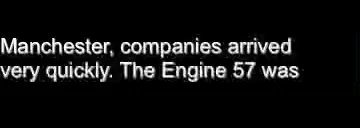 Manchester, companies arrived
very quickly. The Engine 57 was